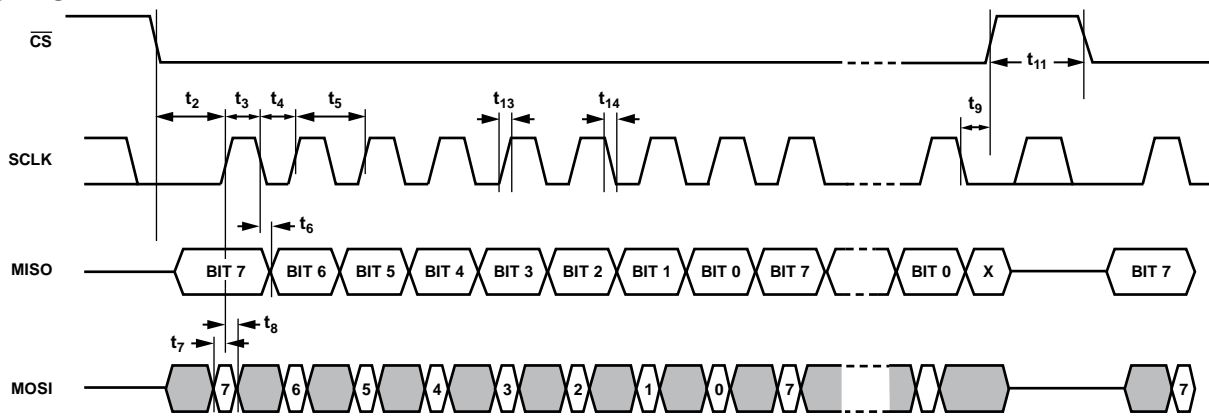 CS
t11
t2 t3 t4 t5 t13 t14 t9
SCLK
t6
MISO BIT 7 BIT 6 BIT 5 BIT 4 BIT 3 BIT 2 BIT 1 BIT 0 BIT 7 BIT 0 X BIT 7
t7 t8
MOSI 7 6 5 4 3 2 1 0 7 7